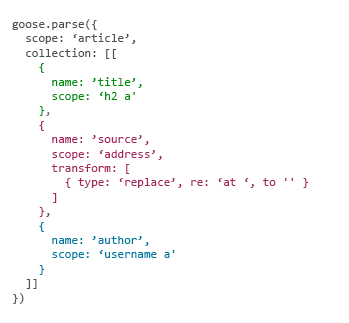 goose.parse({
  scope: ‘article’,
  collection: [[
    {
      name: ’title’,
      scope: ‘h2 a'
    },
    {
      name: ’source’,
      scope: ‘address’,
      transform: [
        { type: ‘replace’, re: ‘at ‘, to '' }
      ]
    },
    {
      name: ’author’,
      scope: ‘username a'
    }
  ]]
})